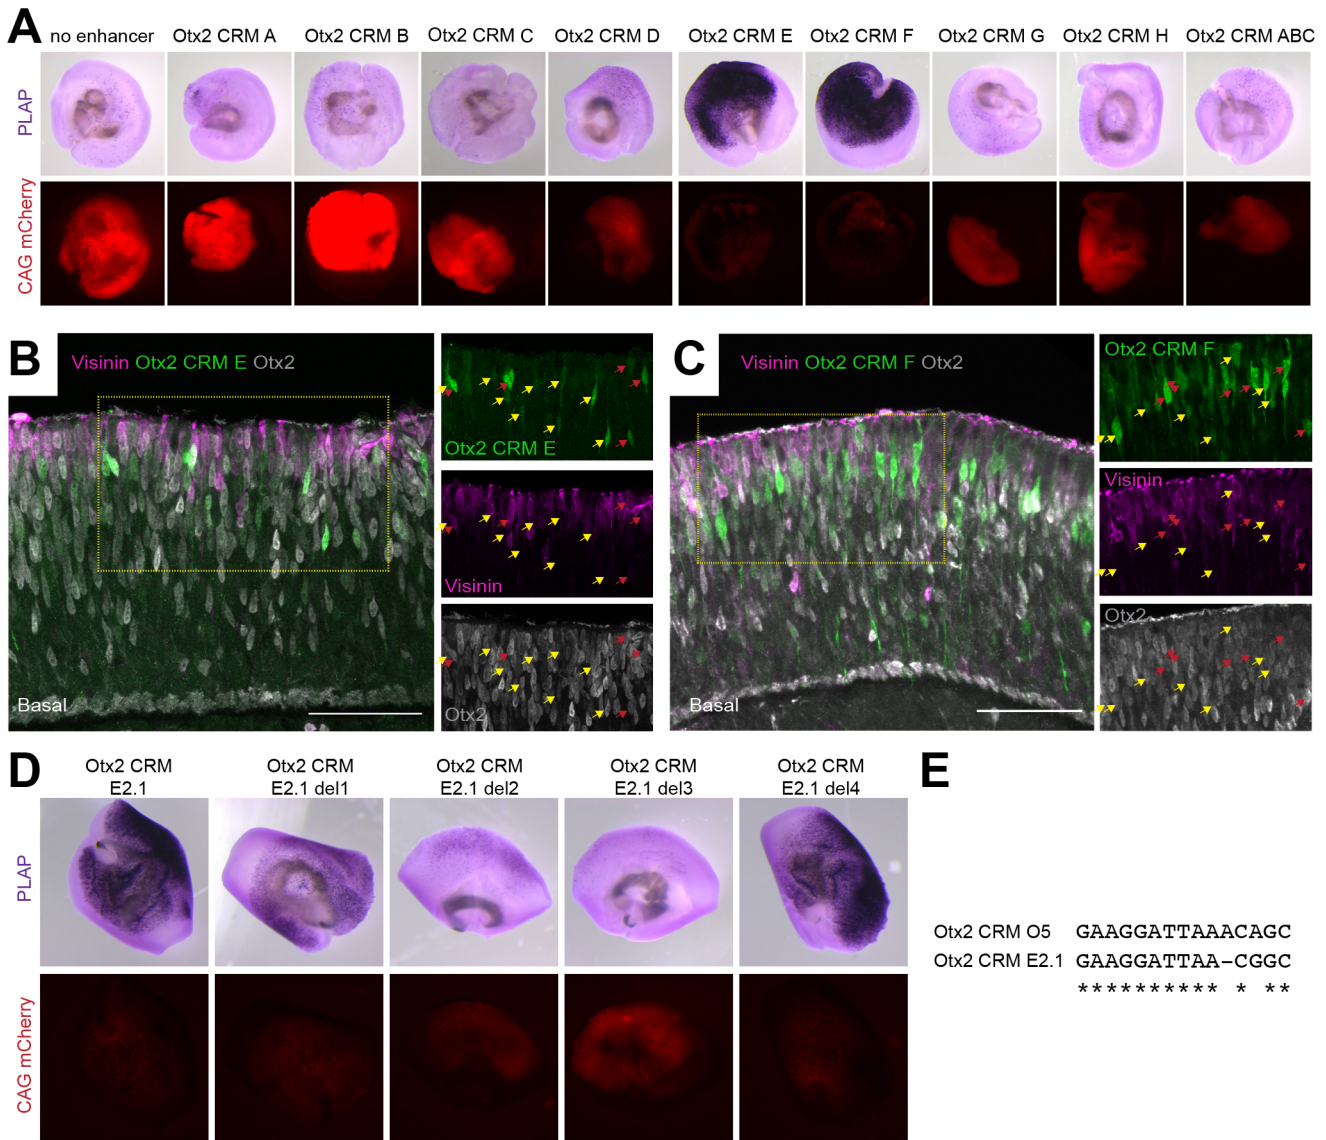 A
no enhancer
Otx2 CRM A
Otx2 CRM B
Otx2 CRM C
Otx2 CRM D
Otx2 CRM E
Otx2 CRM F
Otx2 CRM G
Otx2 CRM H
Otx2 CRM ABC
PLAP
CAG mCherry
B
Visinin Otx2 CRM E Otx2
Basal
Otx2 CRM E
Visinin
Otx2
C
Visinin Otx2 CRM F Otx2
Basal
Otx2 CRM F
Visinin
Otx2
D
Otx2 CRM
E2.1
Otx2 CRM
E2.1 del1
Otx2 CRM
E2.1 del2
Otx2 CRM
E2.1 del3
Otx2 CRM
E2.1 del4
PLAP
CAG mCherry
E
Otx2 CRM O5 GAAGGATTAAACAGC
Otx2 CRM E2.1 GAAGGATTAA-CGGC
********** * **